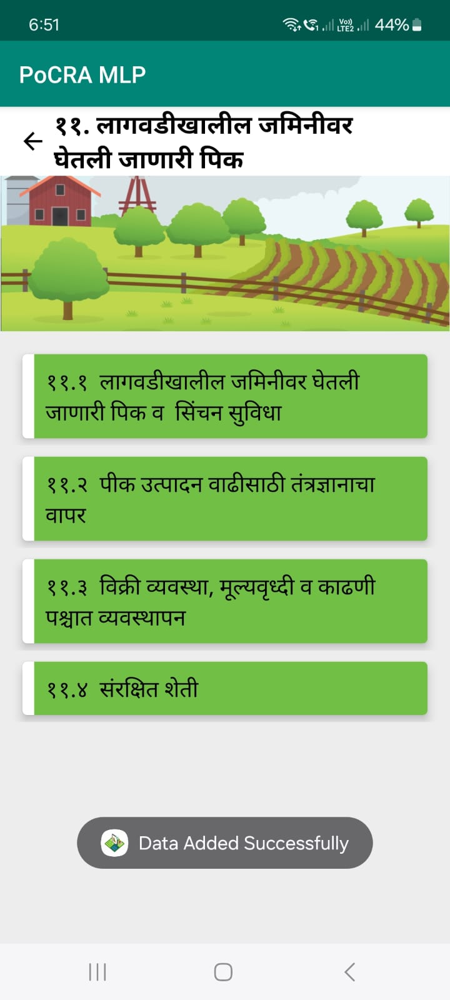 6:51
Vo))
LTE2
44%
PoCRA MLP
११. लागवडीखालील जमिनीवर
घेतली जाणारी पिक
११.१ लागवडीखालील जमिनीवर घेतली
जाणारी पिक व सिंचन सुविधा
११.२ पीक उत्पादन वाढीसाठी तंत्रज्ञानाचा
वापर
११.३ विक्री व्यवस्था, मूल्यवृध्दी व काढणी
पश्चात व्यवस्थापन
११.४ संरक्षित शेती
Data Added Successfully